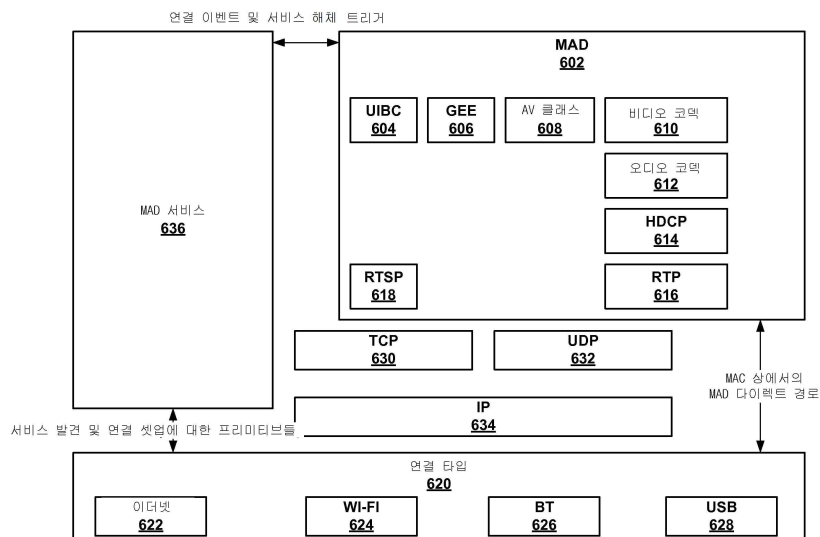 연결 이벤트 및 서비스 해체 트리거
MAD
602
UIBC
604
GEE
606
AV 클래스
608
비디오 코덱
610
오디오 코덱
612
HDCP
614
RTSP
618
RTP
616
MAD 서비스
636
TCP
630
UDP
632
MAC 상에서의
MAD 다이렉트 경로
IP
634
서비스 발견 및 연결 셋업에 대한 프리미티브들
연결 타입
620
이더넷
622
WI-FI
624
BT
626
USB
628